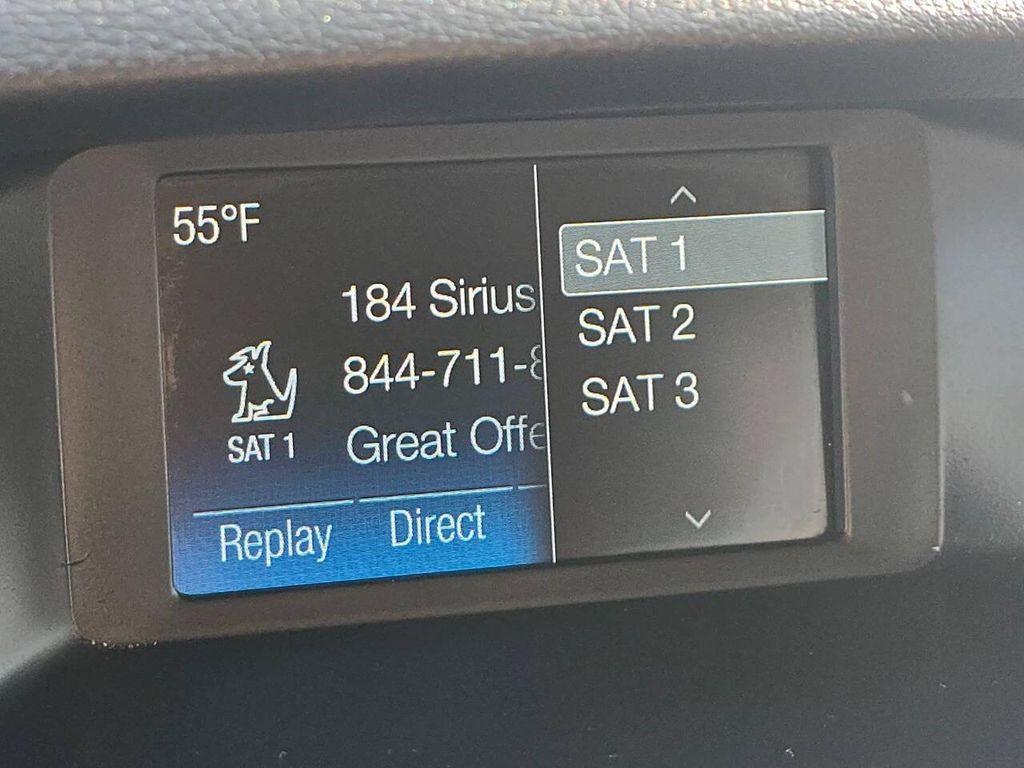 55°F
184 Sirius
844-711-
Great Offe
SAT 1
Replay
Direct
SAT 1
SAT 2
SAT 3